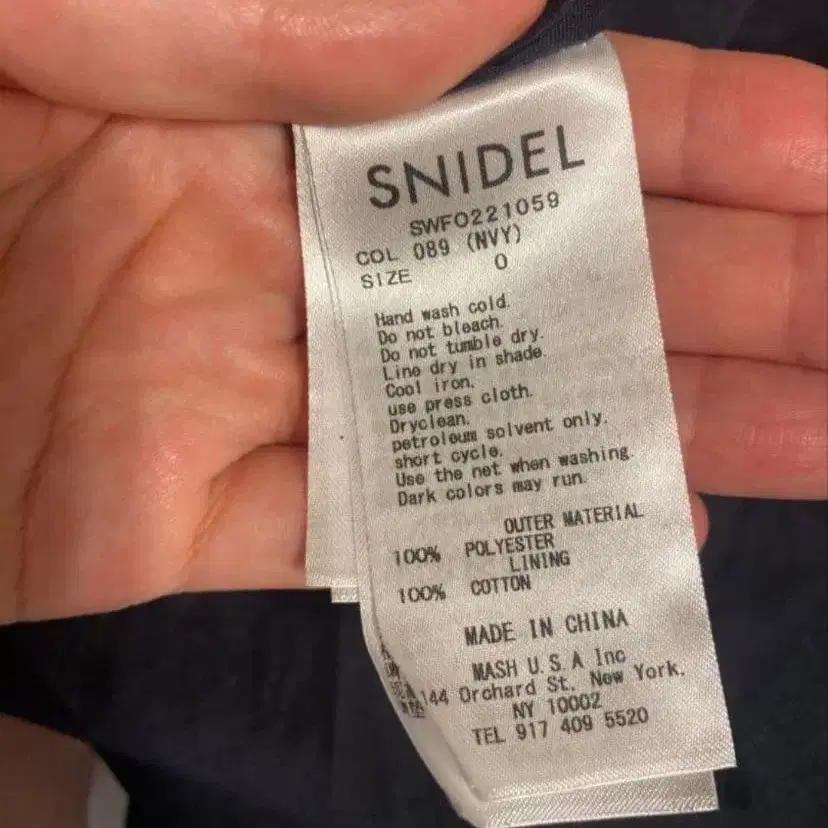 SNIDEL
SWFO221059
COL 089 (NVY)
SIZE 0
Hand wash cold.
Do not bleach.
Do not tumble dry.
Line dry in shade.
Cool iron.
use press cloth.
Dryclean.
petroleum solvent only.
short cycle.
Use the net when washing.
Dark colors may run.
OUTER MATERIAL
100% POLYESTER
LINING
100% COTTON
MADE IN CHINA
MASH U.S.A Inc
144 Orchard St. New York.
NY 10002
TEL 917 409 5520